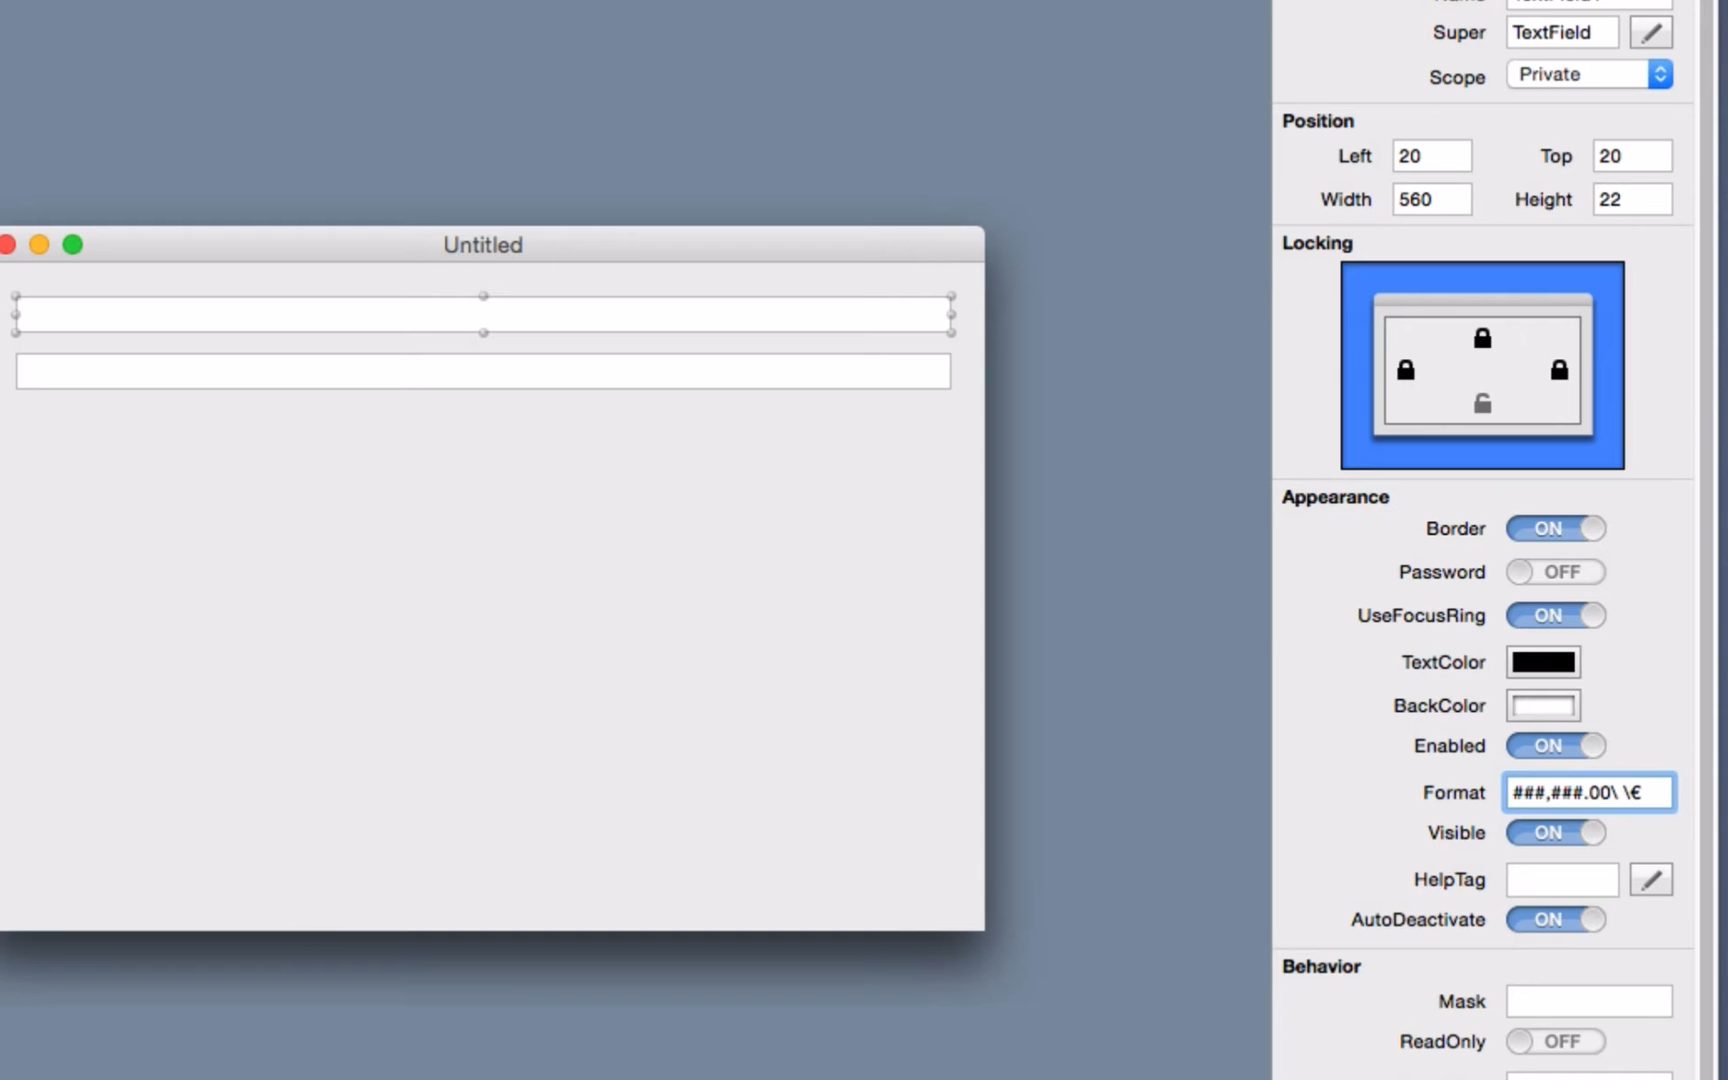 Untitled
Super TextField
Scope Private
Position
Left 20 Top 20
Width 560 Height 22
Locking
Appearance
Border ON
Password OFF
UseFocusRing ON
TextColor
BackColor
Enabled ON
Format ###,###.00\ \€
Visible ON
HelpTag
AutoDeactivate ON
Behavior
Mask
ReadOnly OFF